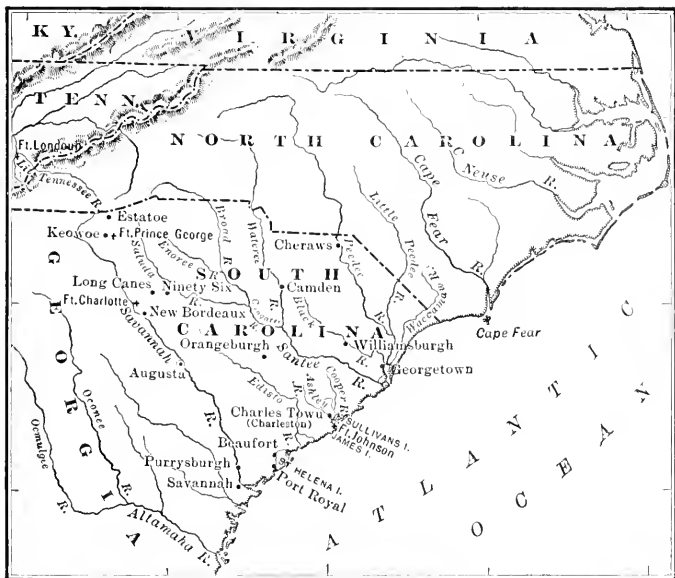 KY.
VIRGINIA
TENN.
NORTH CAROLINA
Ft. Loudoun
Tennessee R.
Cape Fear R.
Neuse R.
Little Peedee R.
Estatoe
Keowoe
Ft. Prince George
Saluda R.
Enoree R.
Broad R.
Wateree R.
Cheraws
Peedee R.
Waccamaw R.
SOUTH CAROLINA
Long Canes
Ninety Six
Camden
Black R.
Ft. Charlotte
New Bordeaux
Congaree R.
Cape Fear
Savannah R.
Orangeburgh
Santee R.
Williamsburgh
Augusta
Georgetown
GEORGIA
Oconee R.
Ocmulgee R.
Edisto R.
Ashley
Cooper R.
Charles Town
(Charleston)
SULLIVANS I.
Ft. Johnson
JAMES I.
Beaufort
Purrysburgh
ST HELENA I.
Savannah
Port Royal
Altamaha R.
ATLANTIC
OCEAN